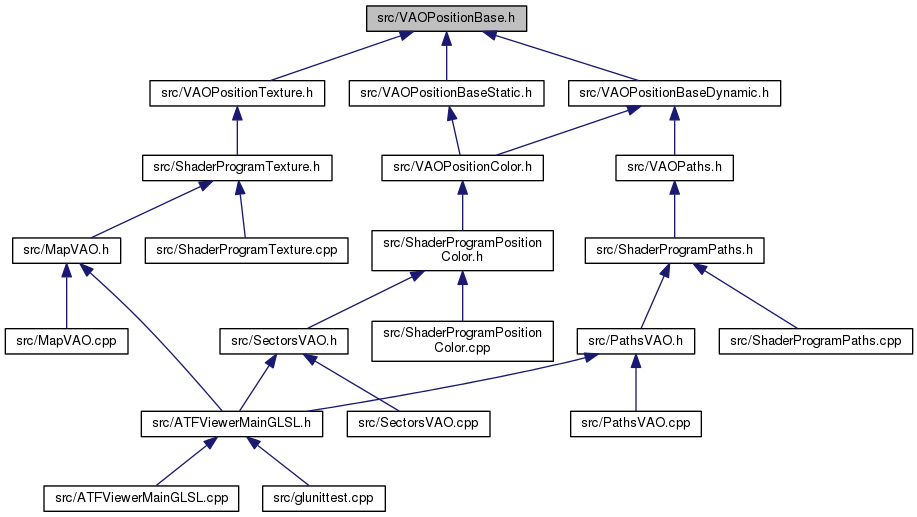 src/VAOPositionBase.h
src/VAOPositionTexture.h
src/VAOPositionBaseStatic.h
src/VAOPositionBaseDynamic.h
src/ShaderProgramTexture.h
src/VAOPositionColor.h
src/VAOPaths.h
src/MapVAO.h
src/ShaderProgramTexture.cpp
src/ShaderProgramPosition
Color.h
src/ShaderProgramPaths.h
src/MapVAO.cpp
src/SectorsVAO.h
src/ShaderProgramPosition
Color.cpp
src/PathsVAO.h
src/ShaderProgramPaths.cpp
src/ATFViewerMainGLSL.h
src/SectorsVAO.cpp
src/PathsVAO.cpp
src/ATFViewerMainGLSL.cpp
src/glunittest.cpp